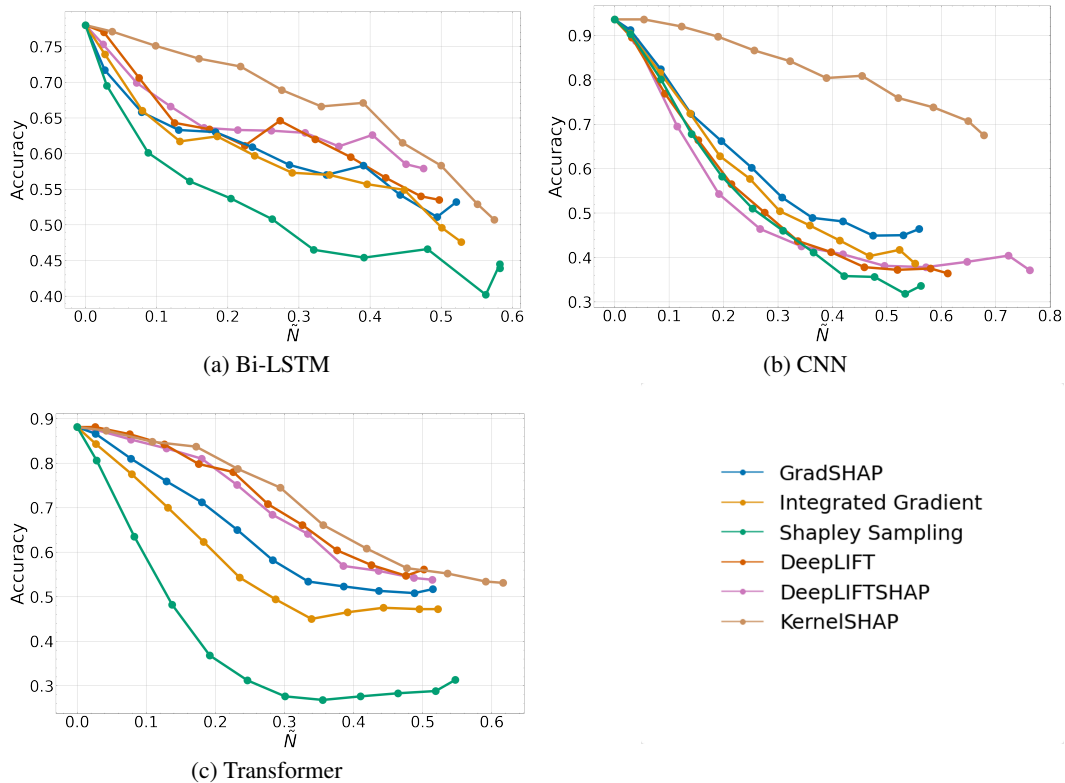 Accuracy
0.75
0.70
0.65
0.60
0.55
0.50
0.45
0.40
0.0 0.1 0.2 0.3 0.4 0.5 0.6
Ñ
(a) Bi-LSTM
Accuracy
0.9
0.8
0.7
0.6
0.5
0.4
0.3
0.0 0.1 0.2 0.3 0.4 0.5 0.6 0.7 0.8
Ñ
(b) CNN
Accuracy
0.9
0.8
0.7
0.6
0.5
0.4
0.3
0.0 0.1 0.2 0.3 0.4 0.5 0.6
Ñ
(c) Transformer
GradSHAP
Integrated Gradient
Shapley Sampling
DeepLIFT
DeepLIFTSHAP
KernelSHAP